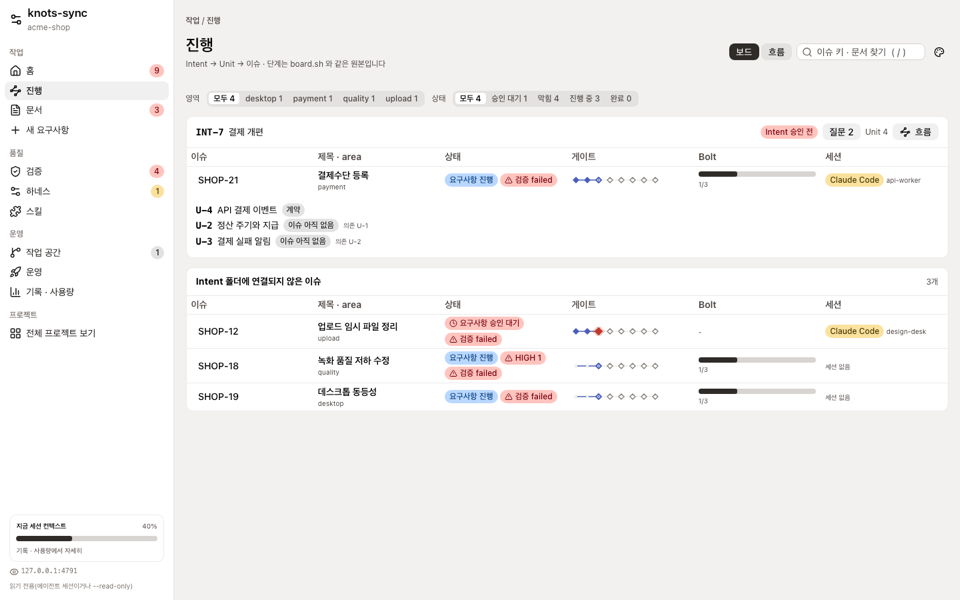 knots-sync
acme-shop
작업
홈 9
진행
문서 3
새 요구사항
품질
검증 4
하네스 1
스킬
운영
작업 공간 1
운영
기록 · 사용량
프로젝트
전체 프로젝트 보기
지금 세션 컨텍스트 40%
기록 · 사용량에서 자세히
127.0.0.1:4791
읽기 전용(에이전트 세션이거나 --read-only)
작업 / 진행
진행
Intent → Unit → 이슈 · 단계는 board.sh 와 같은 원본입니다
보드 흐름 이슈 키 · 문서 찾기 ( / )
영역 모두 4 desktop 1 payment 1 quality 1 upload 1 상태 모두 4 승인 대기 1 막힘 4 진행 중 3 완료 0
INT-7 결제 개편 Intent 승인 전 질문 2 Unit 4 흐름
이슈 제목 · area 상태 게이트 Bolt 세션
SHOP-21 결제수단 등록 요구사항 진행 검증 failed Claude Code api-worker
payment 1/3
U-4 API 결제 이벤트 계약
U-2 정산 주기와 지급 이슈 아직 없음 의존 U-1
U-3 결제 실패 알림 이슈 아직 없음 의존 U-2
Intent 폴더에 연결되지 않은 이슈 3개
이슈 제목 · area 상태 게이트 Bolt 세션
SHOP-12 업로드 임시 파일 정리 요구사항 승인 대기 - Claude Code design-desk
upload 검증 failed
SHOP-18 녹화 품질 저하 수정 요구사항 진행 HIGH 1 세션 없음
quality 검증 failed 1/3
SHOP-19 데스크톱 동등성 요구사항 진행 검증 failed 세션 없음
desktop 1/3